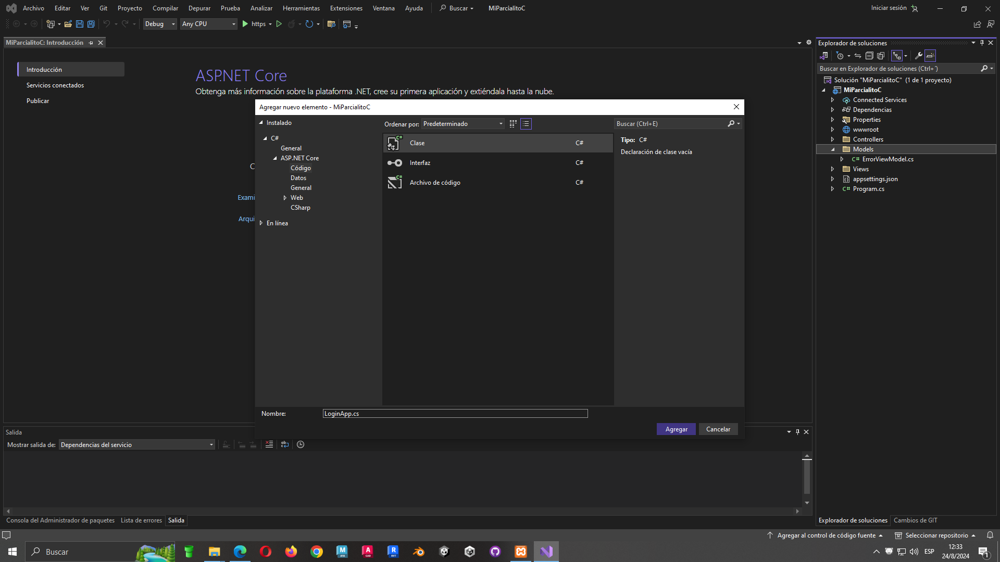 Archivo Editar Ver Git Proyecto Compilar Depurar Prueba Analizar Herramientas Extensiones Ventana Ayuda Buscar MiParcialitoC Iniciar sesión
Debug Any CPU https
MiParcialitoC: Introducción
Introducción
Servicios conectados
Publicar
ASP.NET Core
Obtenga más información sobre la plataforma .NET, cree su primera aplicación y extiéndala hasta la nube.
C
Exami
Arqui
Agregar nuevo elemento - MiParcialitoC
Instalado
C#
General
ASP.NET Core
Código
Datos
General
Web
CSharp
En línea
Ordenar por: Predeterminado
Clase C#
Interfaz C#
Archivo de código C#
Buscar (Ctrl+E)
Tipo: C#
Declaración de clase vacía
Nombre: LoginApp.cs
Agregar Cancelar
Explorador de soluciones
Buscar en Explorador de soluciones (Ctrl+´)
Solución "MiParcialitoC" (1 de 1 proyecto)
MiParcialitoC
Connected Services
Dependencias
Properties
wwwroot
Controllers
Models
C# ErrorViewModel.cs
Views
appsettings.json
C# Program.cs
Salida
Mostrar salida de: Dependencias del servicio
Consola del Administrador de paquetes Lista de errores Salida
Explorador de soluciones Cambios de GIT
Agregar al control de código fuente Seleccionar repositorio
Buscar
ESP
12:33
24/8/2024
1